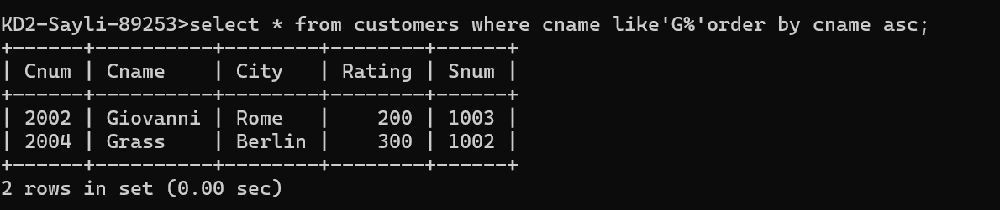 KD2-Sayli-89253>select * from customers where cname like'G%'order by cname asc;
+------+----------+--------+--------+------+
| Cnum | Cname    | City   | Rating | Snum |
+------+----------+--------+--------+------+
| 2002 | Giovanni | Rome   |    200 | 1003 |
| 2004 | Grass    | Berlin |    300 | 1002 |
+------+----------+--------+--------+------+
2 rows in set (0.00 sec)